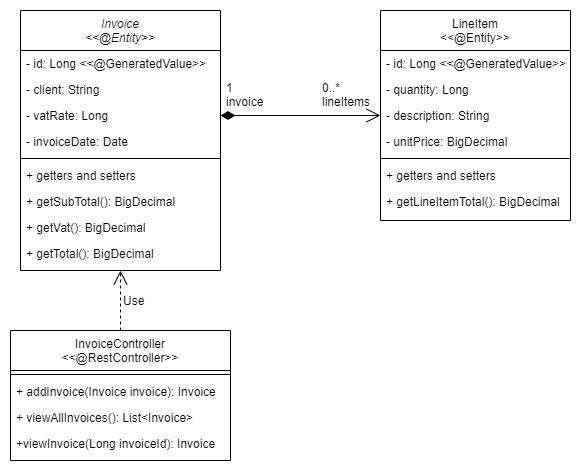 Invoice
<<@Entity>>
- id: Long <<@GeneratedValue>>
- client: String
- vatRate: Long
- invoiceDate: Date
+ getters and setters
+ getSubTotal(): BigDecimal
+ getVat(): BigDecimal
+ getTotal(): BigDecimal
1
invoice
0..*
lineItems
LineItem
<<@Entity>>
- id: Long <<@GeneratedValue>>
- quantity: Long
- description: String
- unitPrice: BigDecimal
+ getters and setters
+ getLineItemTotal(): BigDecimal
Use
InvoiceController
<<@RestController>>
+ addInvoice(Invoice invoice): Invoice
+ viewAllInvoices(): List<Invoice>
+viewInvoice(Long invoiceId): Invoice